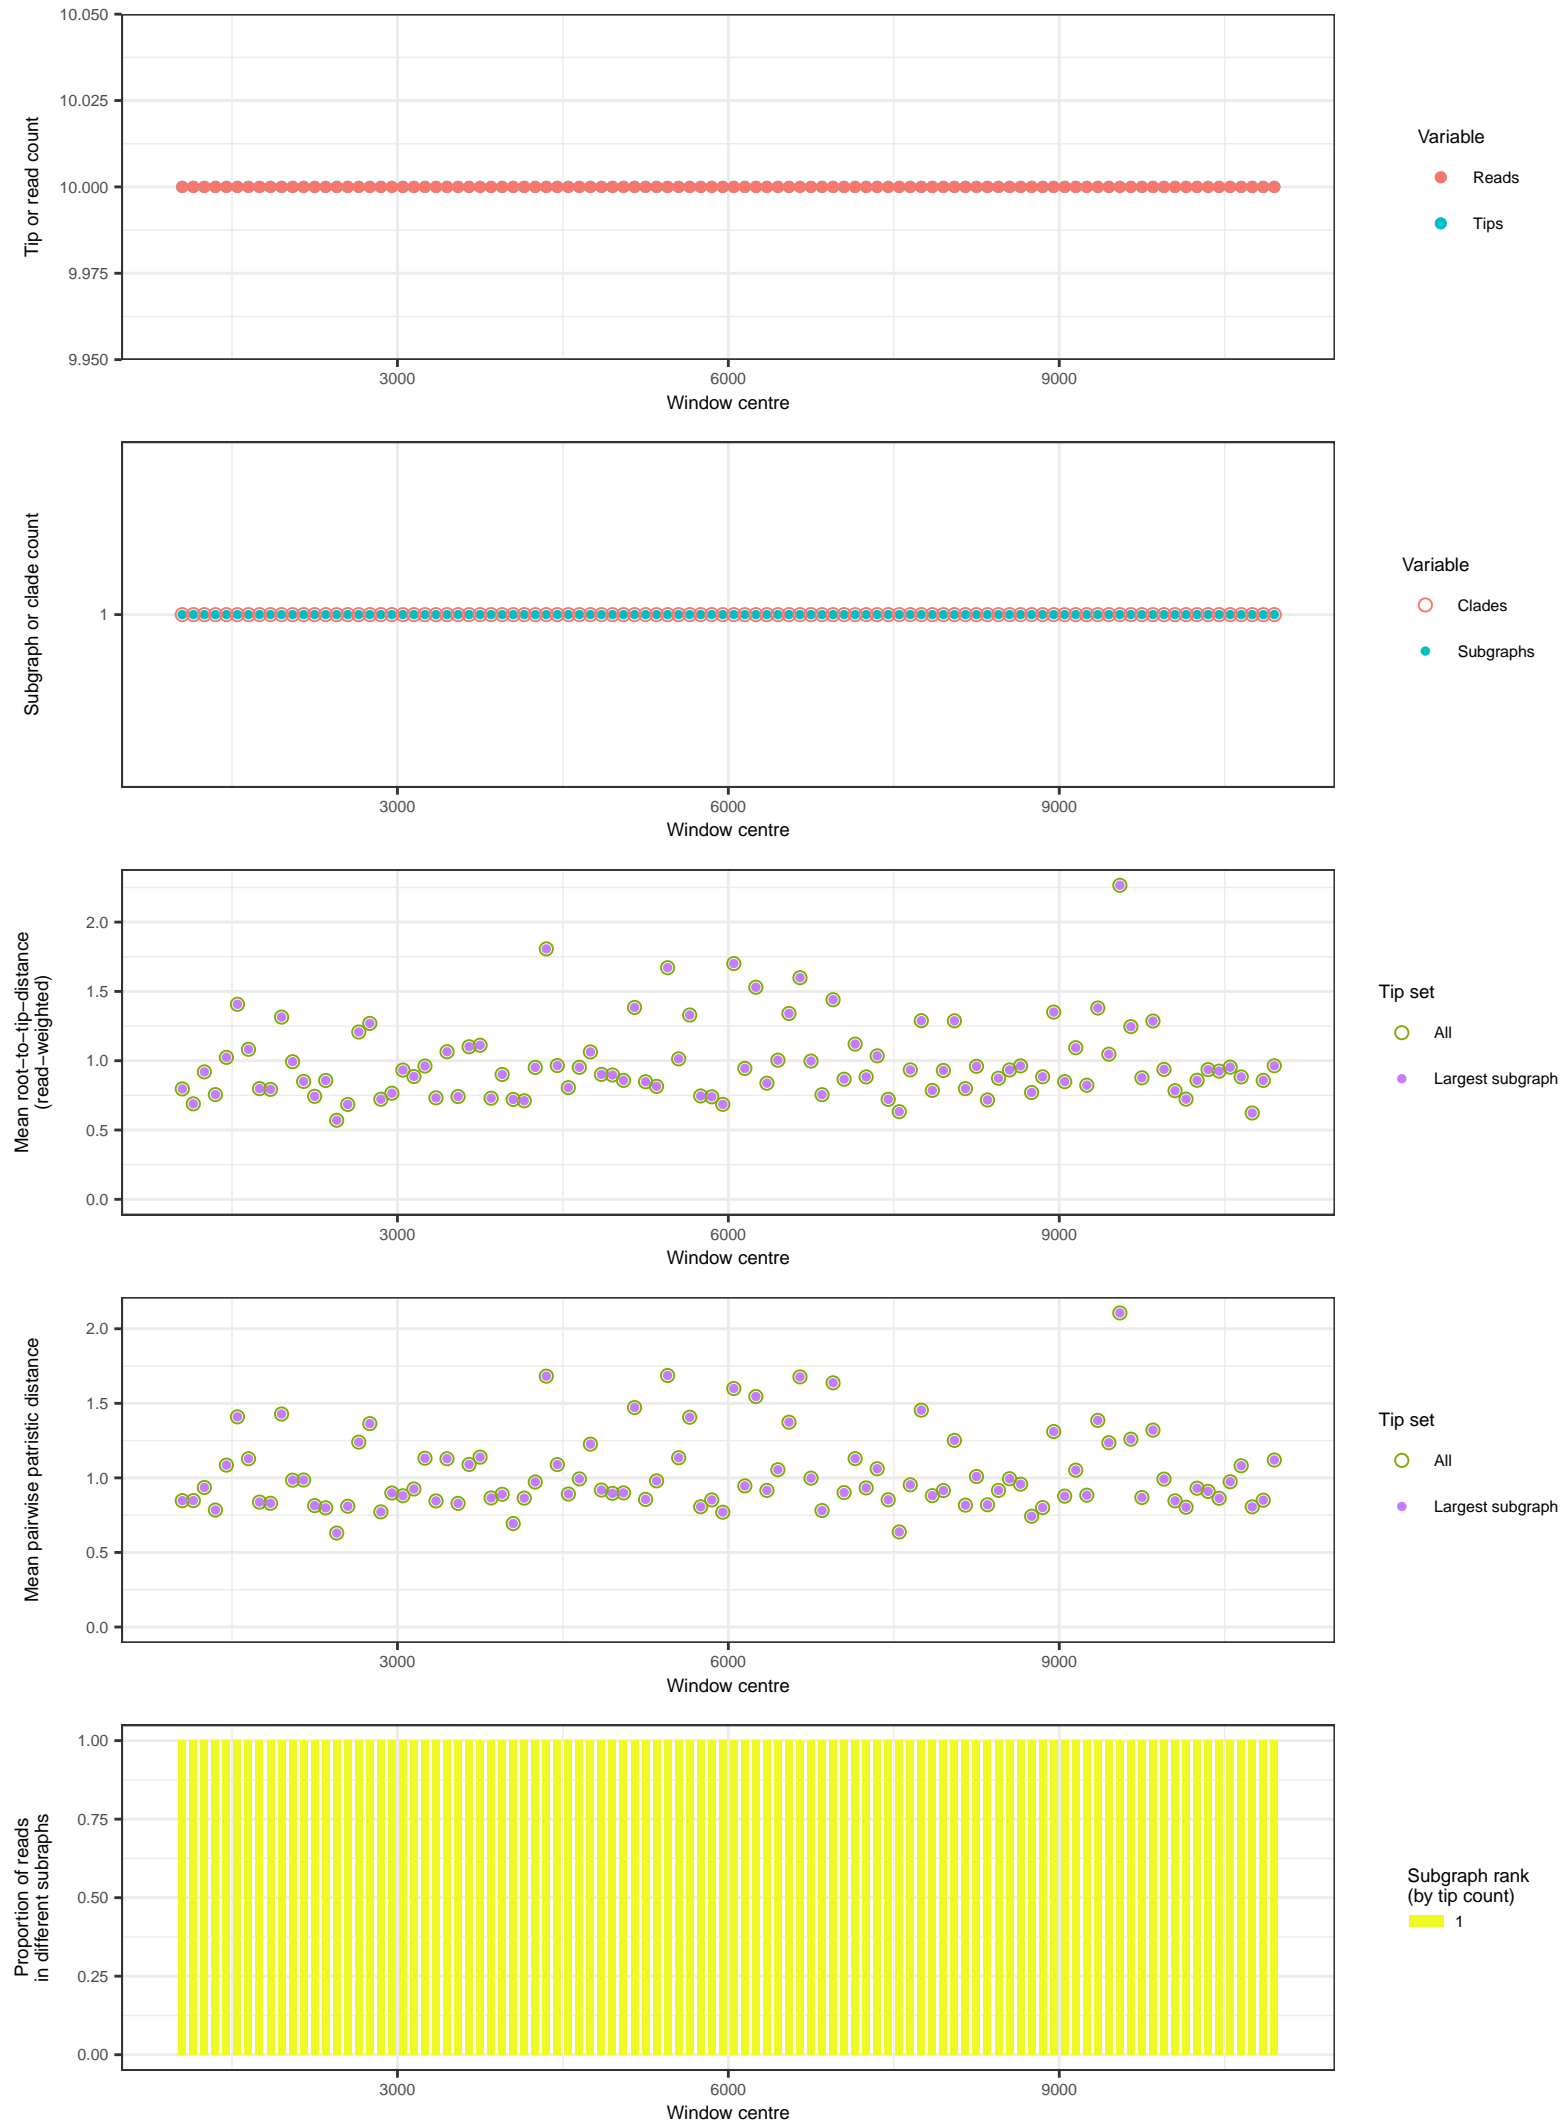 10.050
10.025
10.000
9.975
9.950
Tip or read count
3000 6000 9000
Window centre
Variable
Reads
Tips
1
Subgraph or clade count
3000 6000 9000
Window centre
Variable
Clades
Subgraphs
2.0
1.5
1.0
0.5
0.0
Mean root−to−tip−distance
(read−weighted)
3000 6000 9000
Window centre
Tip set
All
Largest subgraph
2.0
1.5
1.0
0.5
0.0
Mean pairwise patristic distance
3000 6000 9000
Window centre
Tip set
All
Largest subgraph
1.00
0.75
0.50
0.25
0.00
Proportion of reads
in different subraphs
3000 6000 9000
Window centre
Subgraph rank
(by tip count)
1